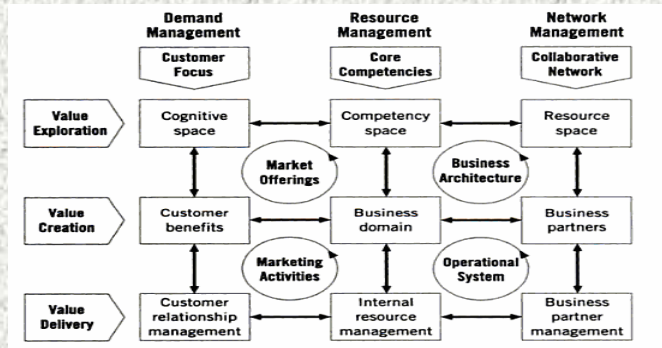 Demand
Management
Resource
Management
Network
Management
Customer
Focus
Core
Competencies
Collaborative
Network
Value
Exploration
Cognitive
space
Competency
space
Resource
space
Market
Offerings
Business
Architecture
Value
Creation
Customer
benefits
Business
domain
Business
partners
Marketing
Activities
Operational
System
Value
Delivery
Customer
relationship
management
Internal
resource
management
Business
partner
management